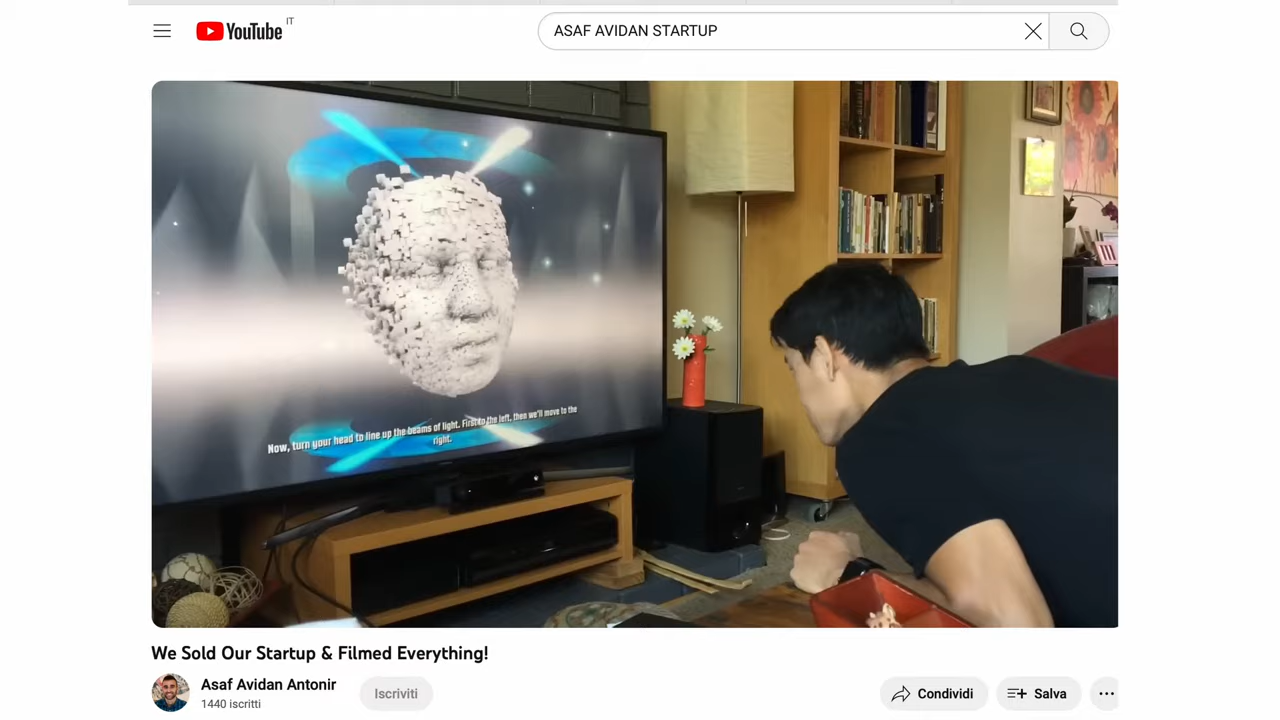 YouTube IT
ASAF AVIDAN STARTUP
Now, turn your head to line up the beams of light. First to the left, then we'll move to the
right.
We Sold Our Startup & Filmed Everything!
Asaf Avidan Antonir
1440 iscritti
Iscriviti
Condividi
Salva